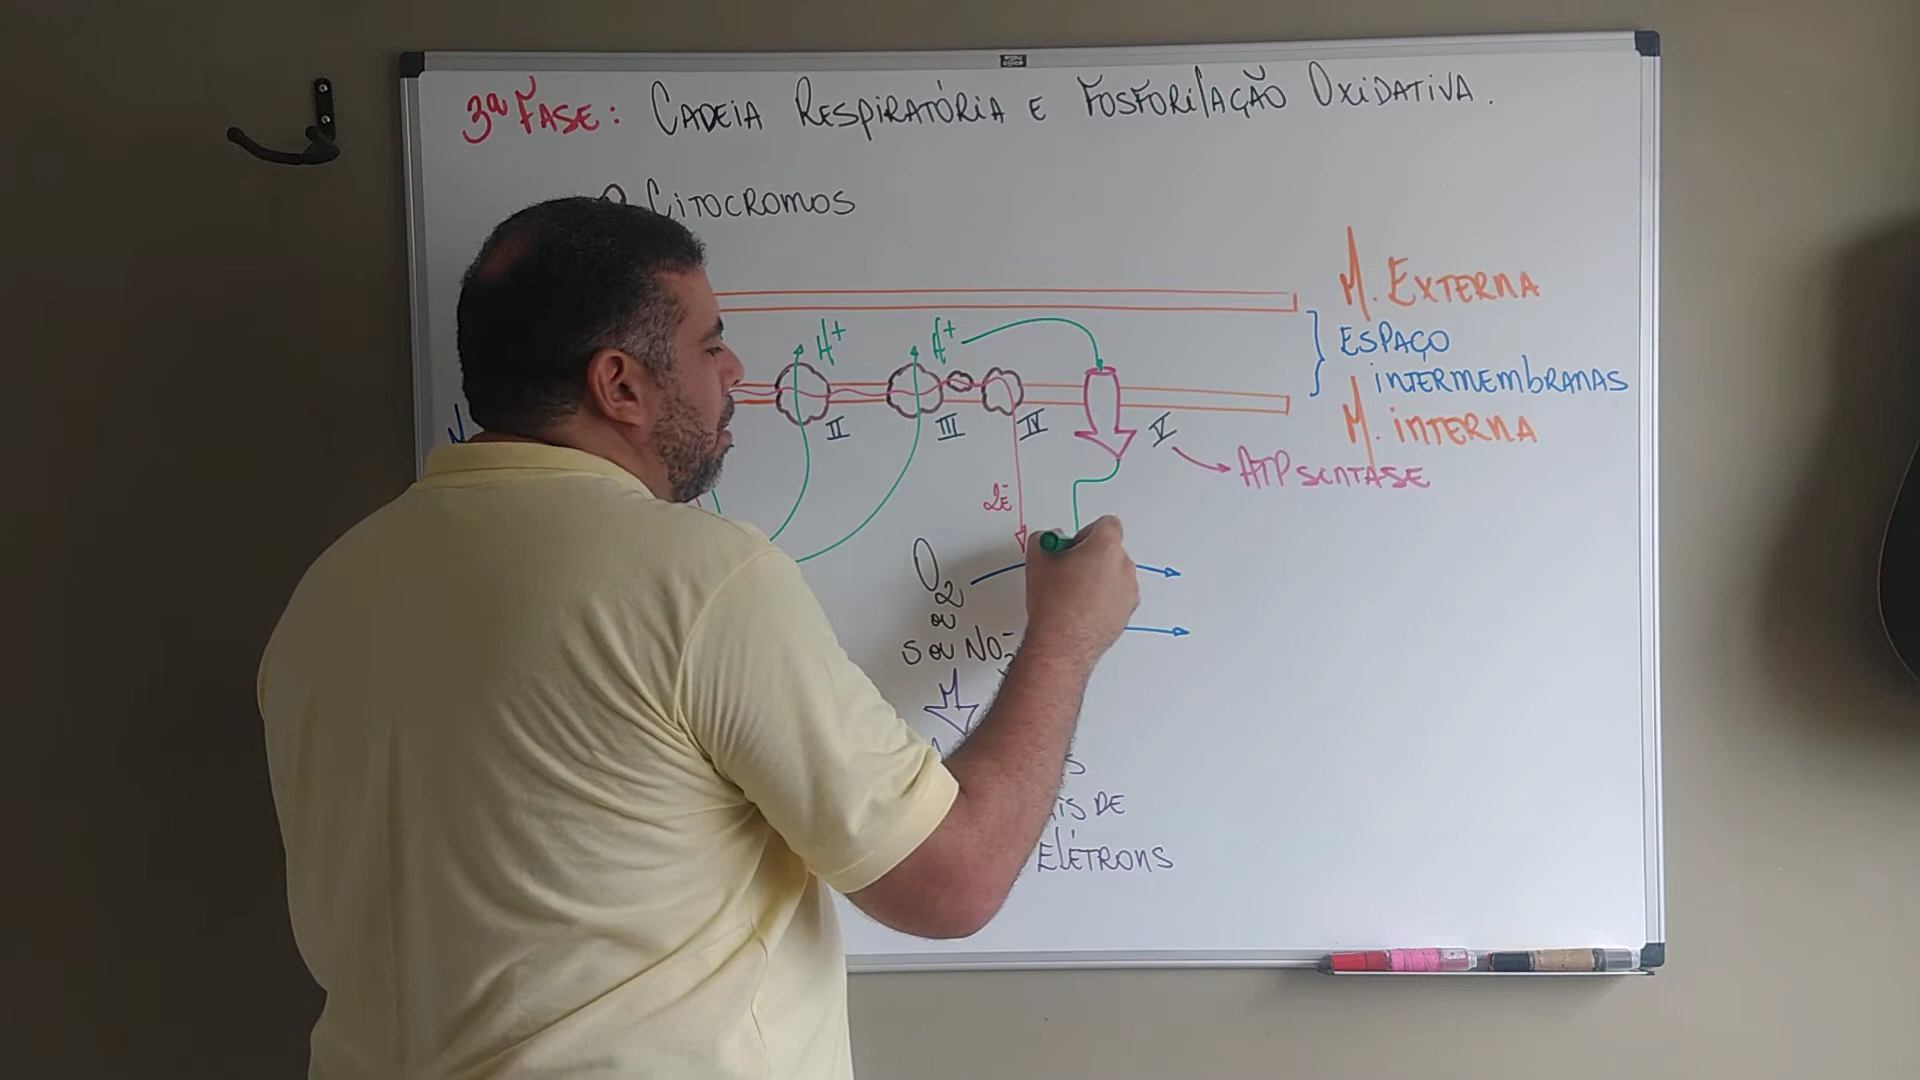 3ª FASE: CADEIA RESPIRATÓRIA E FOSFORILAÇÃO OXIDATIVA.
CITOCROMOS
M. EXTERNA
ESPAÇO
INTERMEMBRANAS
M. INTERNA
H+ H+
II III IV V
ATP SINTASE
2E-
O2
OU
S OU NO3-
DE
ELÉTRONS